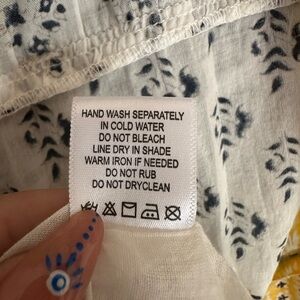 HAND WASH SEPARATELY
IN COLD WATER
DO NOT BLEACH
LINE DRY IN SHADE
WARM IRON IF NEEDED
DO NOT RUB
DO NOT DRYCLEAN